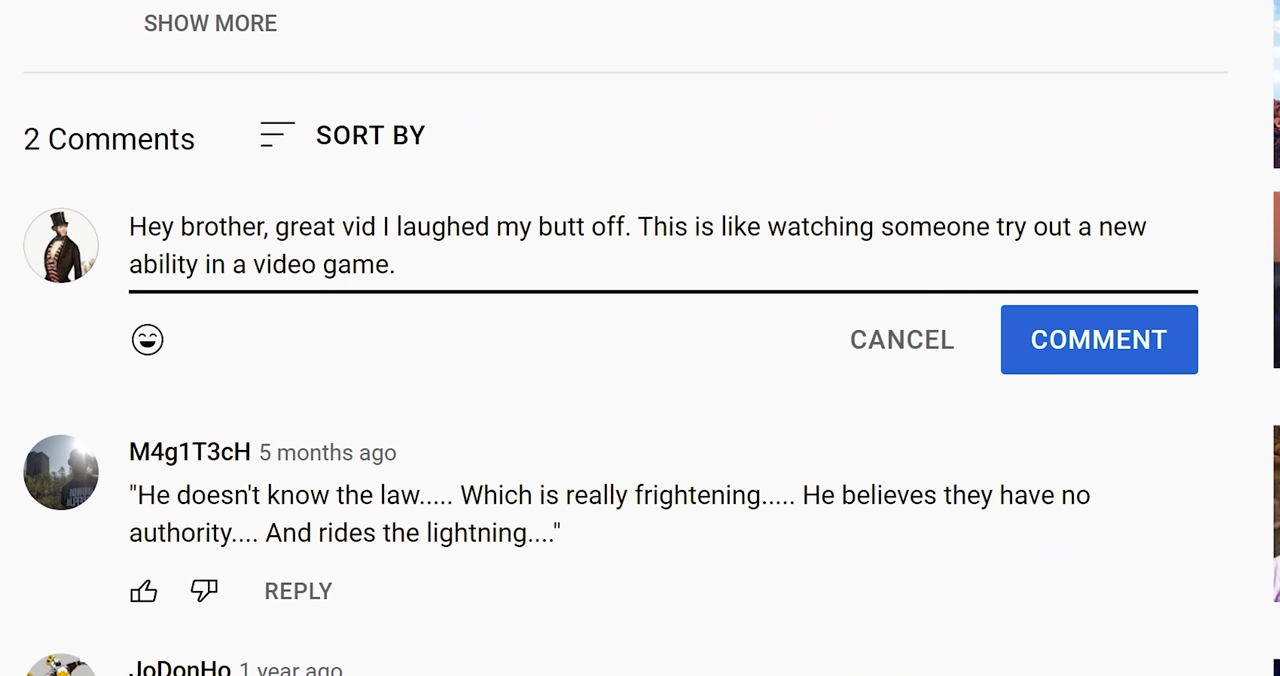 SHOW MORE
2 Comments
SORT BY
Hey brother, great vid I laughed my butt off. This is like watching someone try out a new
ability in a video game.
CANCEL
COMMENT
M4g1T3cH 5 months ago
"He doesn't know the law..... Which is really frightening..... He believes they have no
authority.... And rides the lightning...."
REPLY
JoDonHo 1 year ago